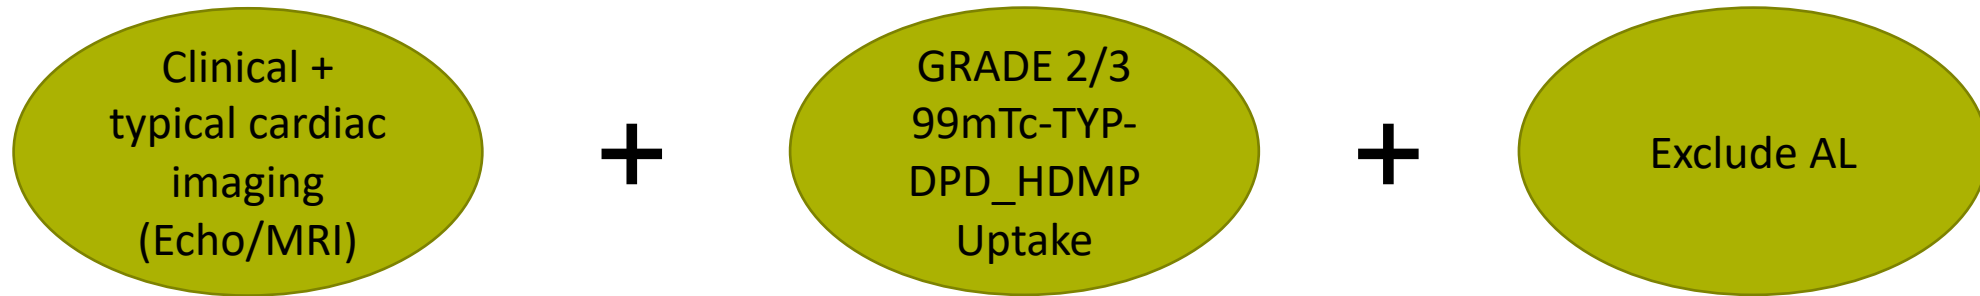 Clinical +
typical cardiac
imaging
(Echo/MRI)
+
GRADE 2/3
99mTc-TYP-
DPD_HDMP
Uptake
+
Exclude AL